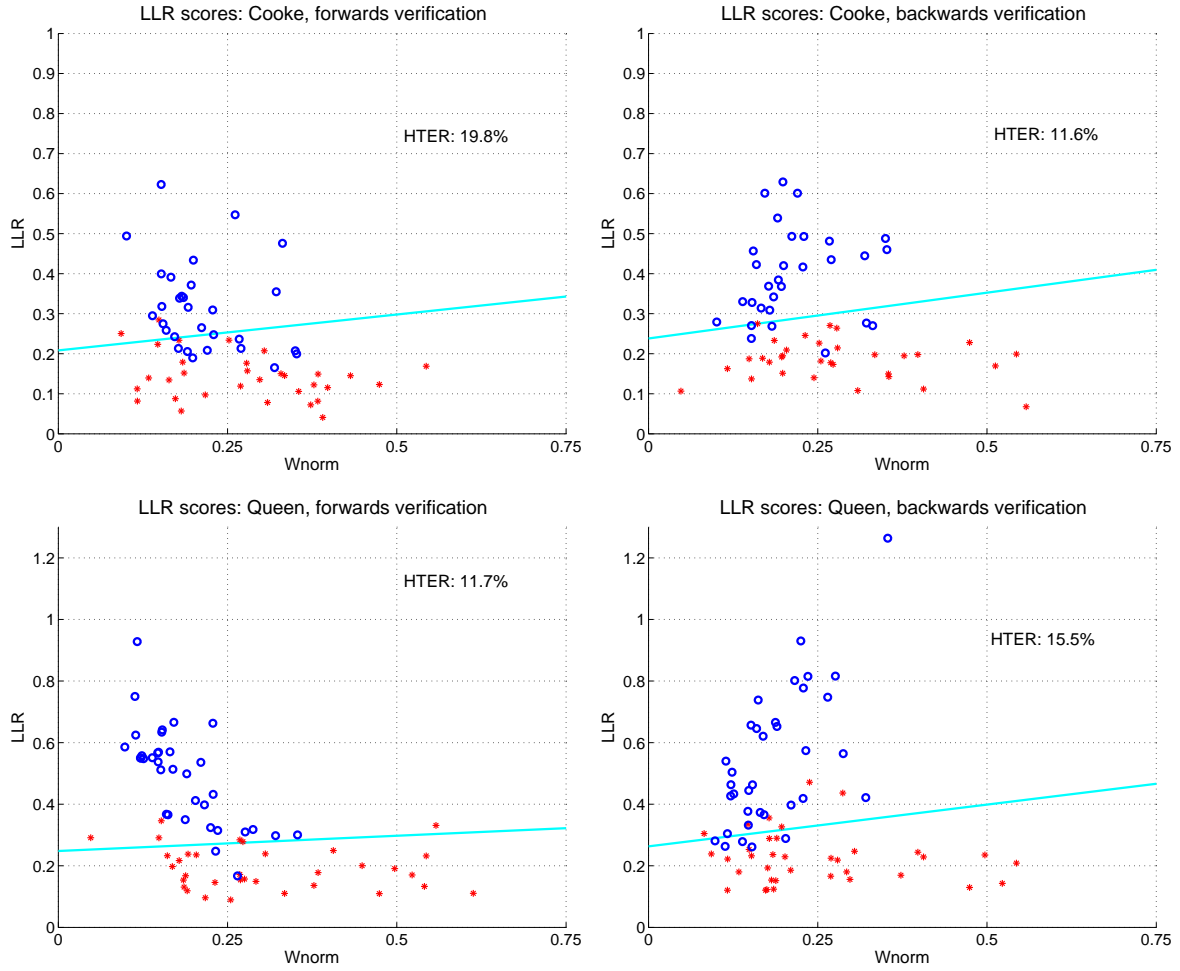 LLR scores: Cooke, forwards verification
1
0.9
0.8
0.7
0.6
0.5
0.4
0.3
0.2
0.1
0
LLR
HTER: 19.8%
0 0.25 0.5 0.75
Wnorm
LLR scores: Cooke, backwards verification
1
0.9
0.8
0.7
0.6
0.5
0.4
0.3
0.2
0.1
0
LLR
HTER: 11.6%
0 0.25 0.5 0.75
Wnorm
LLR scores: Queen, forwards verification
1.2
1
0.8
0.6
0.4
0.2
0
LLR
HTER: 11.7%
0 0.25 0.5 0.75
Wnorm
LLR scores: Queen, backwards verification
1.2
1
0.8
0.6
0.4
0.2
0
LLR
HTER: 15.5%
0 0.25 0.5 0.75
Wnorm